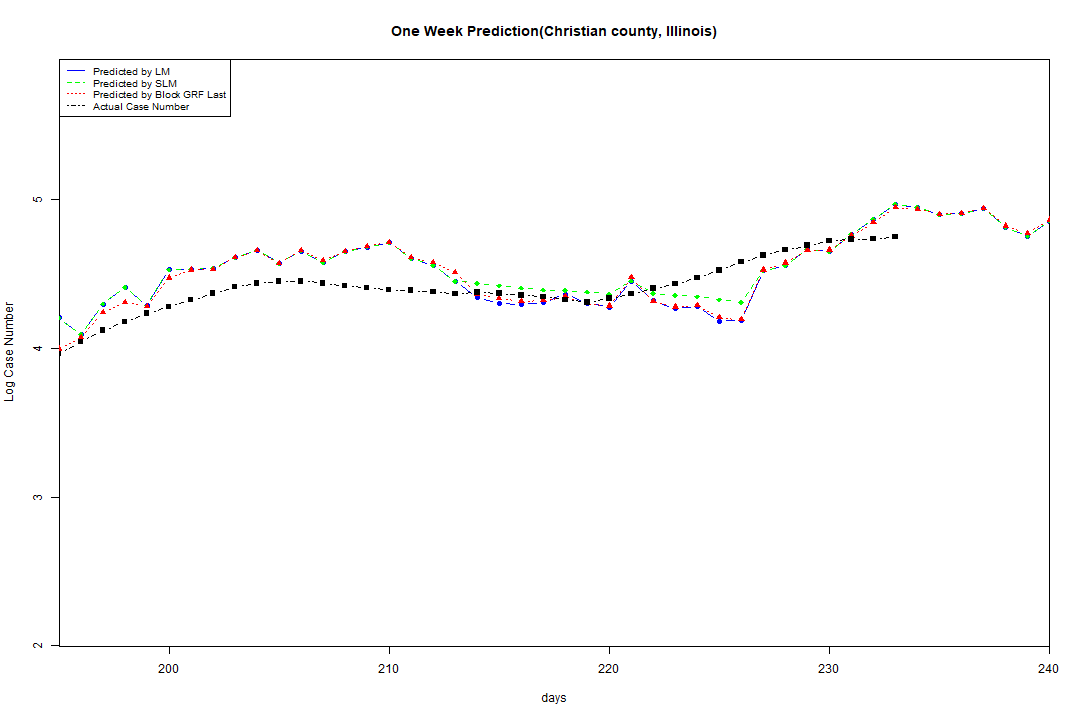 One Week Prediction(Christian county, Illinois)
Predicted by LM
Predicted by SLM
Predicted by Block GRF Last
Actual Case Number
5
4
3
2
Log Case Number
200 210 220 230 240
days